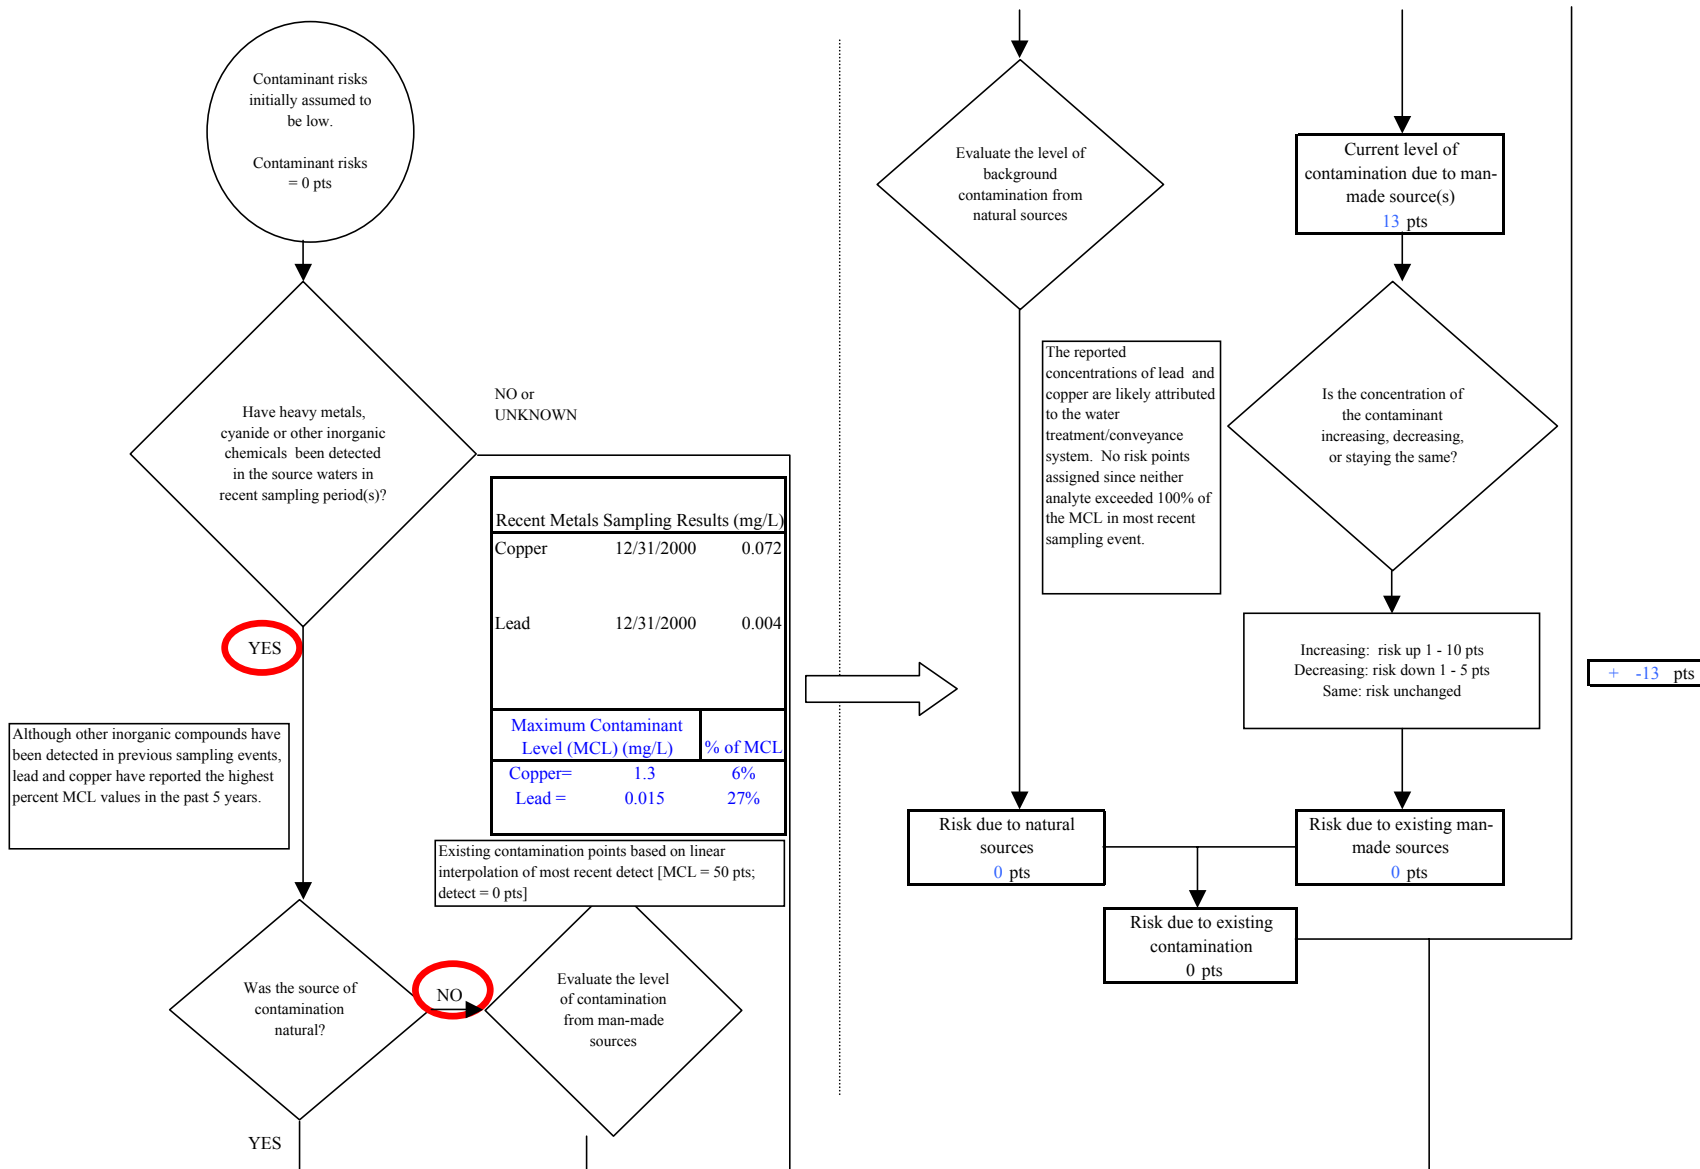 Contaminant risks
initially assumed to
be low.
Contaminant risks
= 0 pts
Have heavy metals,
cyanide or other inorganic
chemicals been detected
in the source waters in
recent sampling period(s)?
NO or
UNKNOWN
YES
Recent Metals Sampling Results (mg/L)
Copper 12/31/2000 0.072
Lead 12/31/2000 0.004
Maximum Contaminant
Level (MCL) (mg/L) % of MCL
Copper= 1.3 6%
Lead = 0.015 27%
Although other inorganic compounds have
been detected in previous sampling events,
lead and copper have reported the highest
percent MCL values in the past 5 years.
Existing contamination points based on linear
interpolation of most recent detect [MCL = 50 pts;
detect = 0 pts]
Was the source of
contamination
natural?
NO
Evaluate the level
of contamination
from man-made
sources
YES
Evaluate the level of
background
contamination from
natural sources
Current level of
contamination due to man-
made source(s)
13 pts
The reported
concentrations of lead and
copper are likely attributed
to the water
treatment/conveyance
system. No risk points
assigned since neither
analyte exceeded 100% of
the MCL in most recent
sampling event.
Is the concentration of
the contaminant
increasing, decreasing,
or staying the same?
Increasing: risk up 1 - 10 pts
Decreasing: risk down 1 - 5 pts
Same: risk unchanged
+ -13 pts
Risk due to natural
sources
0 pts
Risk due to existing man-
made sources
0 pts
Risk due to existing
contamination
0 pts